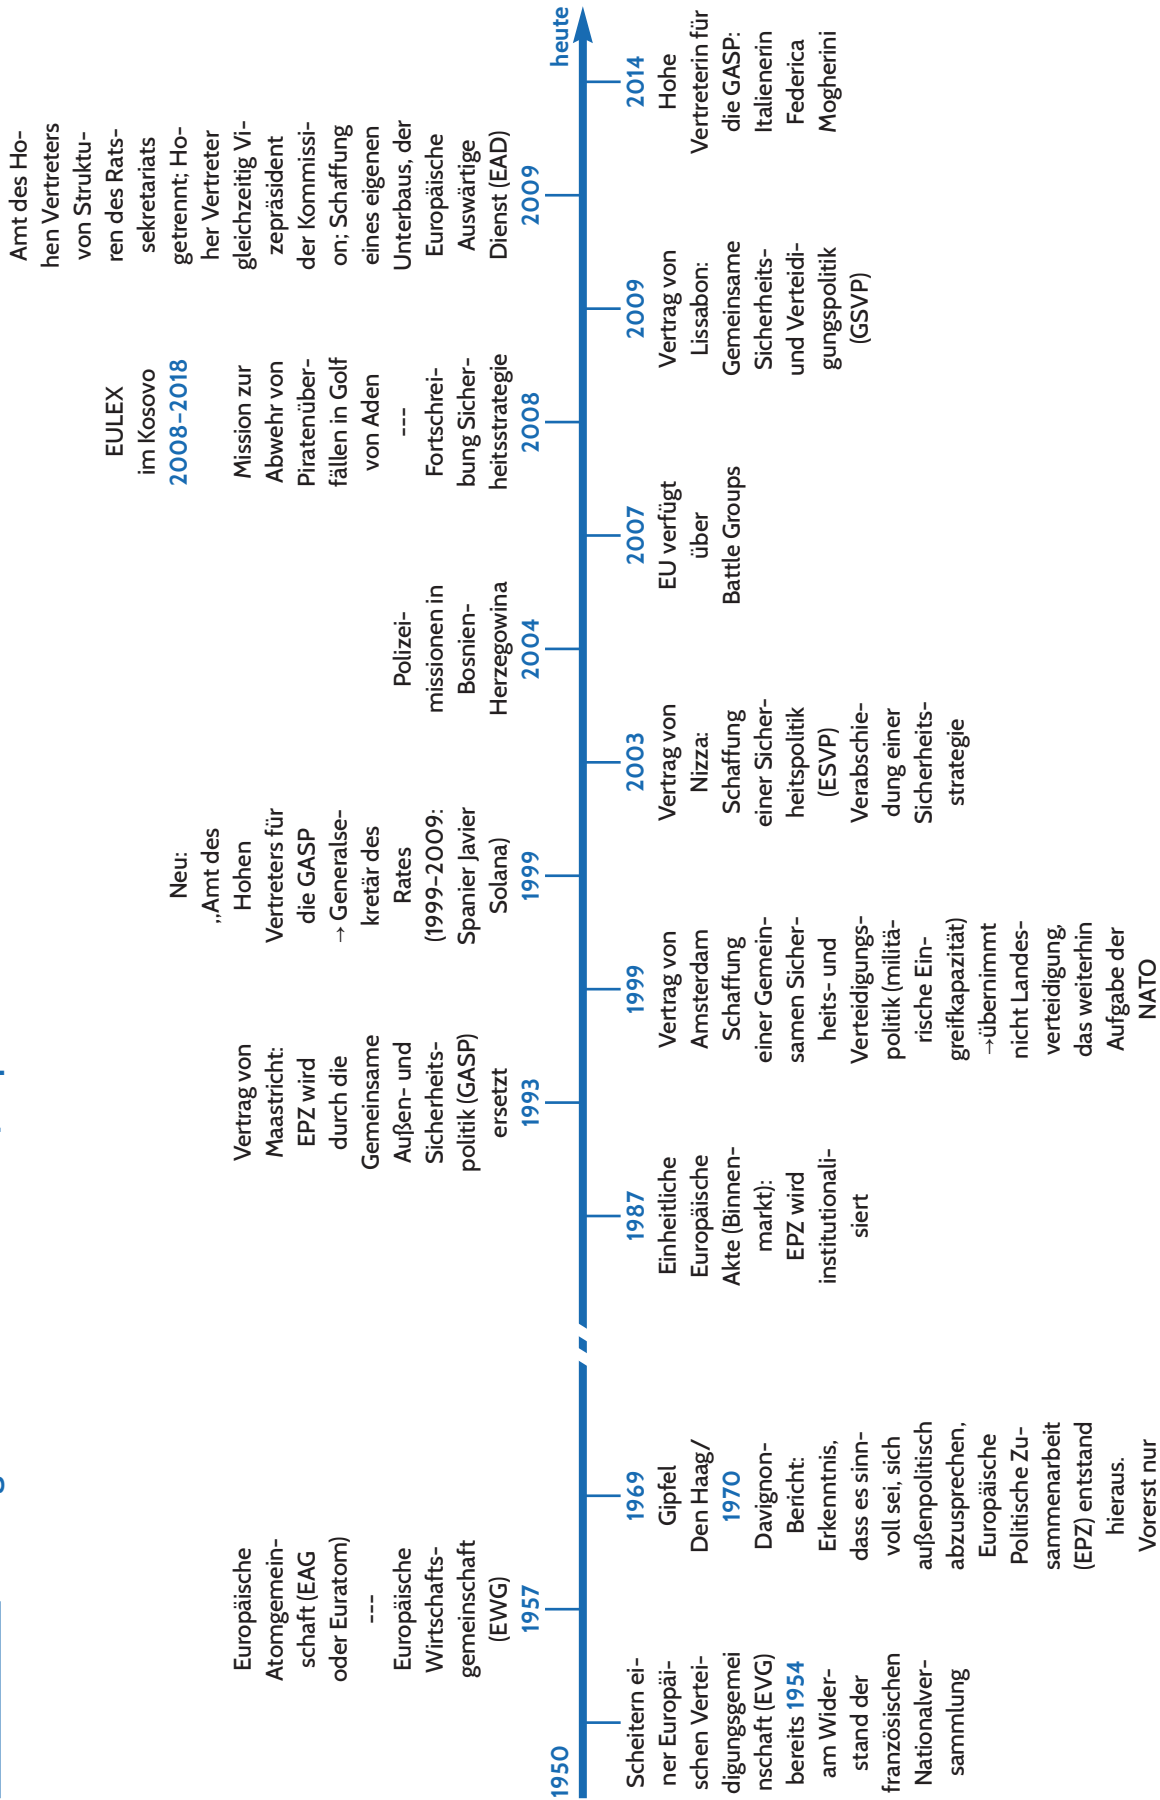 1950
Scheitern ei-
ner Europäi-
schen Vertei-
digungsgemei
nschaft (EVG)
bereits 1954
am Wider-
stand der
französischen
Nationalver-
sammlung
Europäische
Atomgemein-
schaft (EAG
oder Euratom)
---
Europäische
Wirtschafts-
gemeinschaft
(EWG)
1957
1969
Gipfel
Den Haag/
1970
Davignon-
Bericht:
Erkenntnis,
dass es sinn-
voll sei, sich
außenpolitisch
abzusprechen,
Europäische
Politische Zu-
sammenarbeit
(EPZ) entstand
hieraus.
Vorerst nur
1987
Einheitliche
Europäische
Akte (Binnen-
markt):
EPZ wird
institutionali-
siert
Vertrag von
Maastricht:
EPZ wird
durch die
Gemeinsame
Außen- und
Sicherheits-
politik (GASP)
ersetzt
1993
1999
Vertrag von
Amsterdam
Schaffung
einer Gemein-
samen Sicher-
heits- und
Verteidigungs-
politik (militä-
rische Ein-
greifkapazität)
→übernimmt
nicht Landes-
verteidigung,
das weiterhin
Aufgabe der
NATO
Neu:
„Amt des
Hohen
Vertreters für
die GASP
→ Generalse-
kretär des
Rates
(1999–2009:
Spanier Javier
Solana)
1999
2003
Vertrag von
Nizza:
Schaffung
einer Sicher-
heitspolitik
(ESVP)
Verabschie-
dung einer
Sicherheits-
strategie
Polizei-
missionen in
Bosnien-
Herzegowina
2004
2007
EU verfügt
über
Battle Groups
EULEX
im Kosovo
2008–2018
Mission zur
Abwehr von
Piratenüber-
fällen in Golf
von Aden
---
Fortschrei-
bung Sicher-
heitsstrategie
2008
2009
Vertrag von
Lissabon:
Gemeinsame
Sicherheits-
und Verteidi-
gungspolitik
(GSVP)
Amt des Ho-
hen Vertreters
von Struktu-
ren des Rats-
sekretariats
getrennt; Ho-
her Vertreter
gleichzeitig Vi-
zepräsident
der Kommissi-
on; Schaffung
eines eigenen
Unterbaus, der
Europäische
Auswärtige
Dienst (EAD)
2009
2014
Hohe
Vertreterin für
die GASP:
Italienerin
Federica
Mogherini
heute